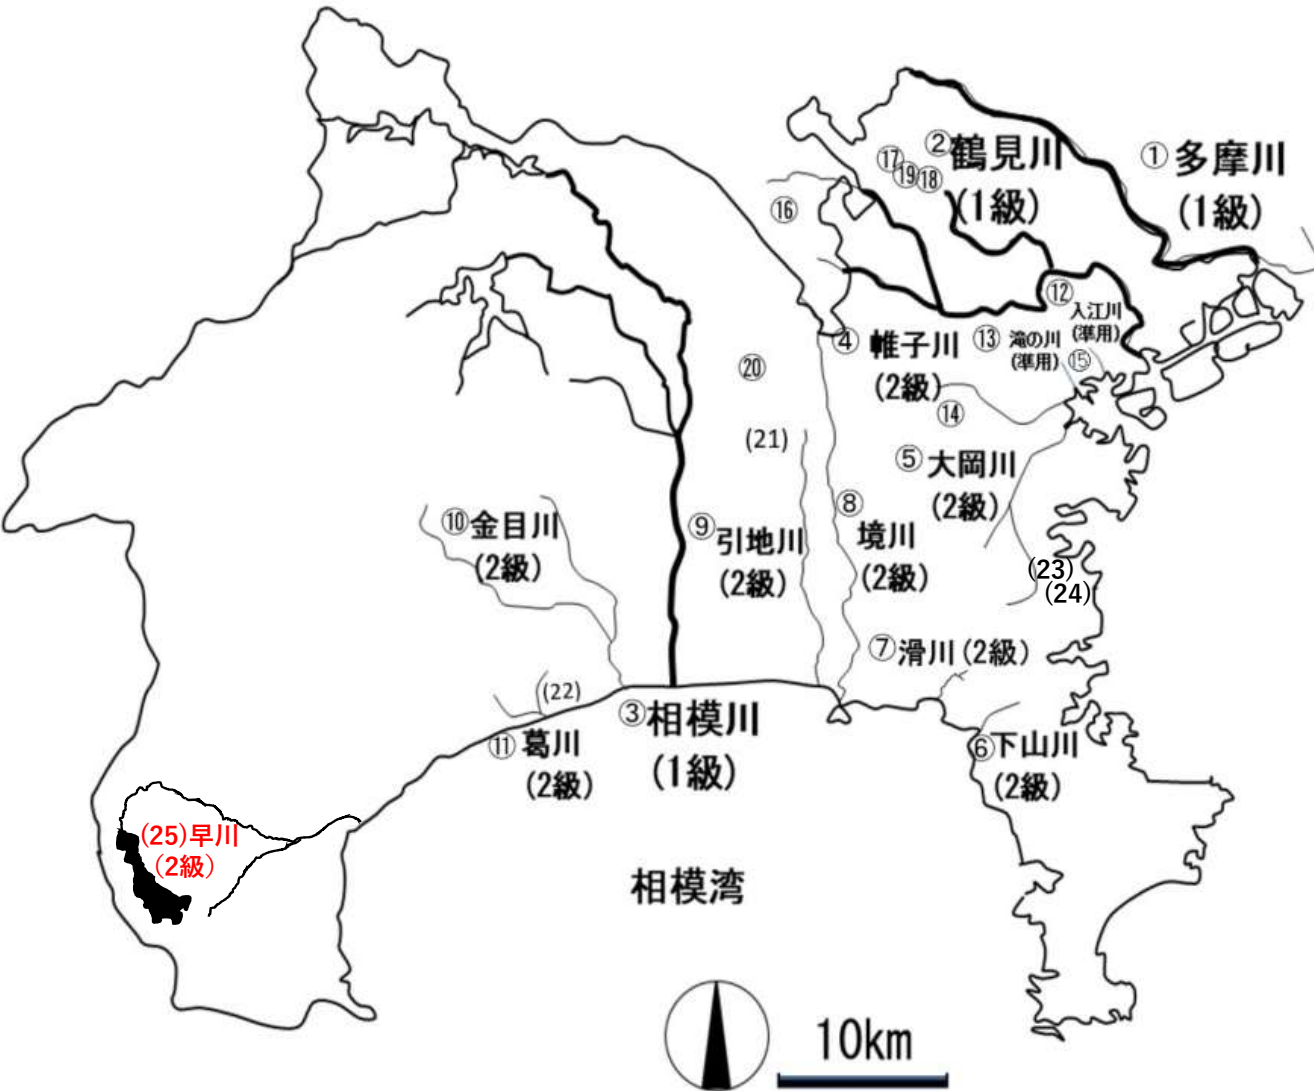 ② 鶴見川
(1級)
① 多摩川
(1級)
⑰
⑲
⑱
⑯
⑫
入江川
(準用)
④ 帷子川
(2級)
⑬ 滝の川
(準用)
⑮
⑳
⑭
(21)
⑤ 大岡川
(2級)
⑩ 金目川
(2級)
⑨ 引地川
(2級)
⑧
境川
(2級)
(23)
(24)
⑦ 滑川(2級)
(22)
③ 相模川
(1級)
⑪ 葛川
(2級)
⑥ 下山川
(2級)
(25)早川
(2級)
相模湾
10km